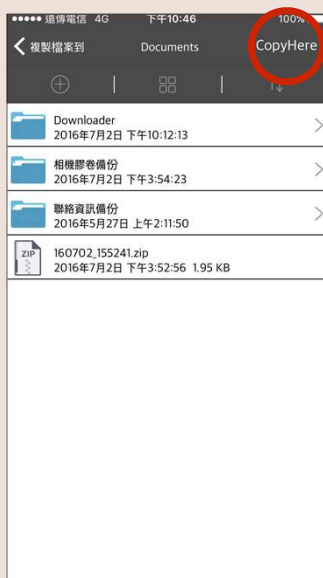 遠傳電信 4G 下午10:46 100%
複製檔案到 Documents CopyHere
Downloader
2016年7月2日 下午10:12:13
相機膠卷備份
2016年7月2日 下午3:54:23
聯絡資訊備份
2016年5月27日 上午2:11:50
ZIP
160702_155241.zip
2016年7月2日 下午3:52:56 1.95 KB